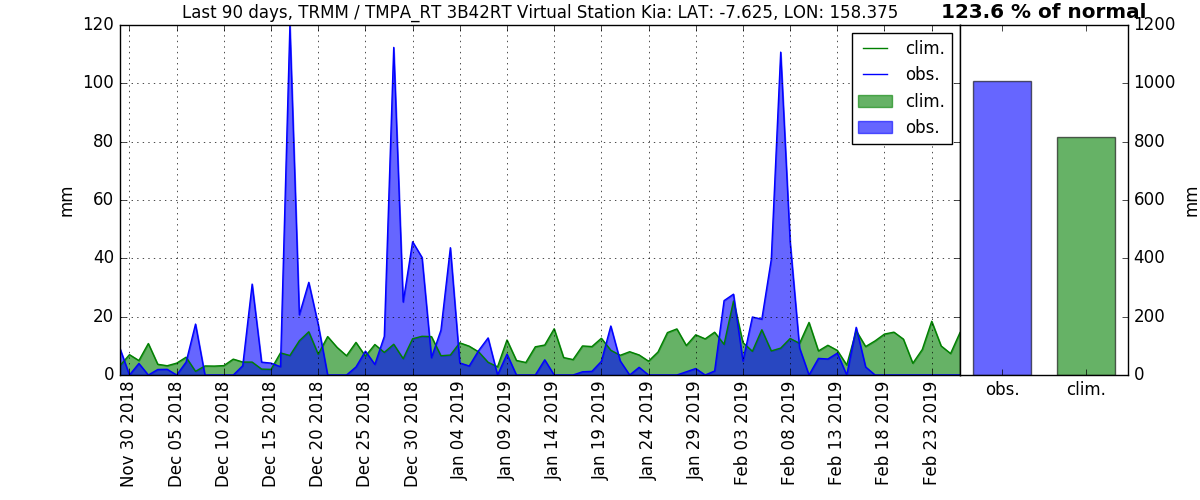 Last 90 days, TRMM / TMPA_RT 3B42RT Virtual Station Kia: LAT: -7.625, LON: 158.375
123.6 % of normal
120
100
80
60
40
20
0
mm
clim.
obs.
clim.
obs.
1200
1000
800
600
400
200
0
mm
obs.
clim.
Nov 30 2018
Dec 05 2018
Dec 10 2018
Dec 15 2018
Dec 20 2018
Dec 25 2018
Dec 30 2018
Jan 04 2019
Jan 09 2019
Jan 14 2019
Jan 19 2019
Jan 24 2019
Jan 29 2019
Feb 03 2019
Feb 08 2019
Feb 13 2019
Feb 18 2019
Feb 23 2019